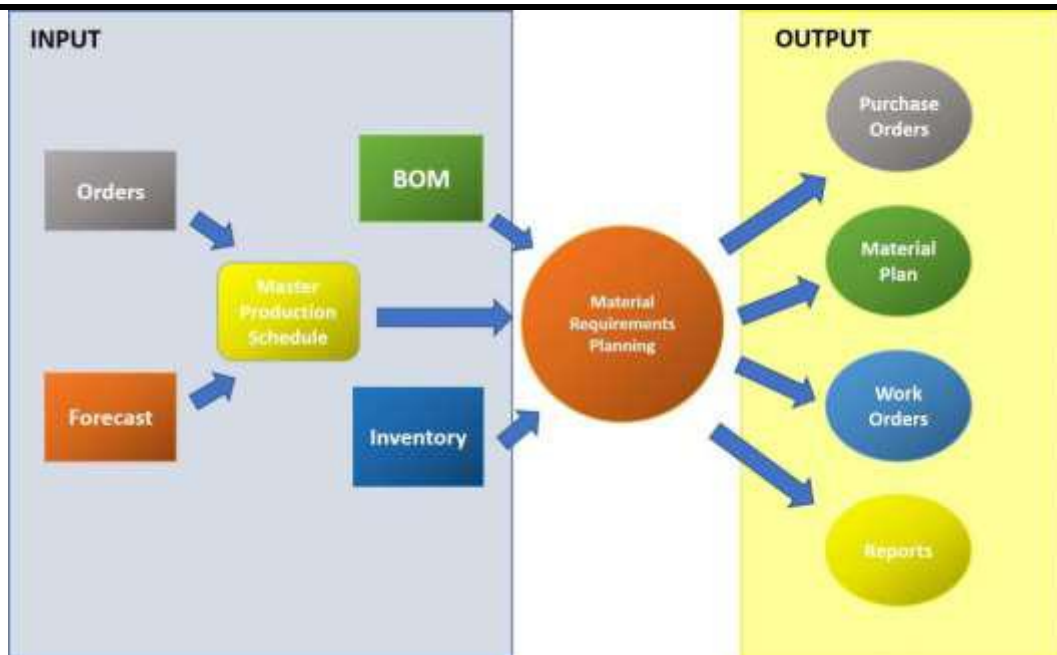 INPUT
OUTPUT
Orders
BOM
Master
Production
Schedule
Forecast
Inventory
Material
Requirements
Planning
Purchase
Orders
Material
Plan
Work
Orders
Reports